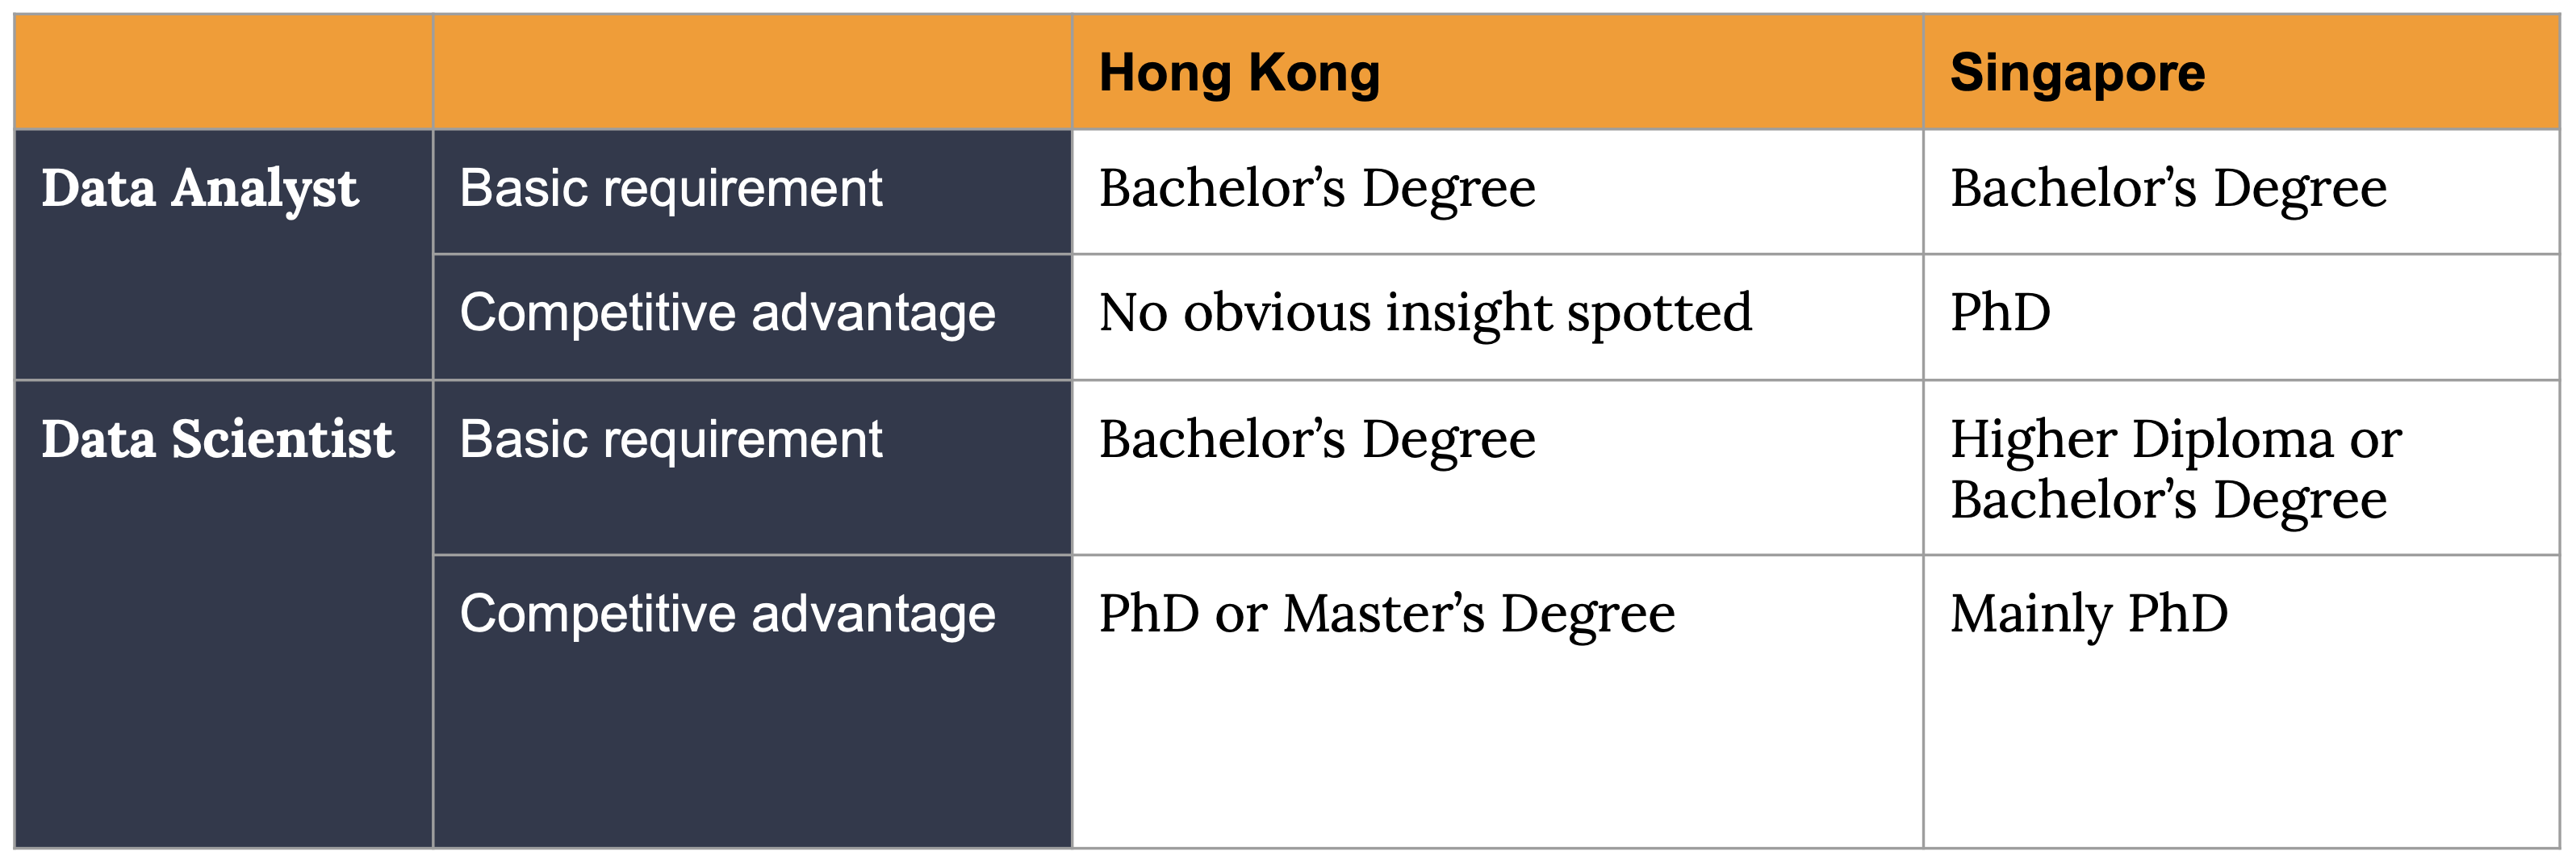 Hong Kong
Singapore
Data Analyst
Basic requirement
Bachelor’s Degree
Bachelor’s Degree
Competitive advantage
No obvious insight spotted
PhD
Data Scientist
Basic requirement
Bachelor’s Degree
Higher Diploma or
Bachelor’s Degree
Competitive advantage
PhD or Master’s Degree
Mainly PhD